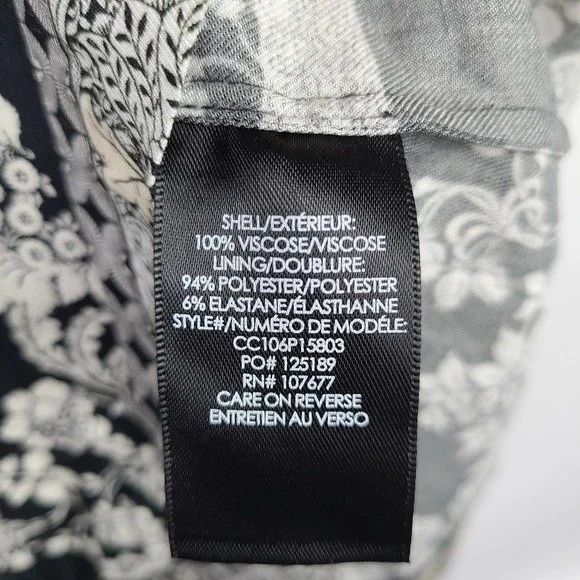 SHELL/EXTÉRIEUR:
100% VISCOSE/VISCOSE
LINING/DOUBLURE:
94% POLYESTER/POLYESTER
6% ELASTANE/ÉLASTHANNE
STYLE#/NUMÉRO DE MODÈLE:
CC106P15803
PO# 125189
RN# 107677
CARE ON REVERSE
ENTRETIEN AU VERSO